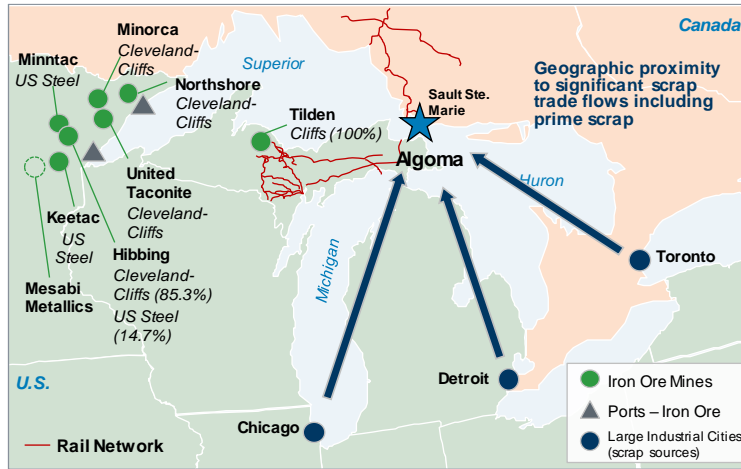 Minorca
Cleveland-
Cliffs
Canada
Minntac
US Steel
Superior
Northshore
Cleveland-
Cliffs
Sault Ste.
Marie
Geographic proximity
to significant scrap
trade flows including
prime scrap
Tilden
Cliffs (100%)
Algoma
United
Taconite
Cleveland-
Cliffs
Huron
Keetac
US
Steel
Hibbing
Cleveland-
Cliffs (85.3%)
US Steel
(14.7%)
Mesabi
Metallics
Michigan
Toronto
U.S.
Detroit
Chicago
Rail Network
Iron Ore Mines
Ports – Iron Ore
Large Industrial Cities
(scrap sources)